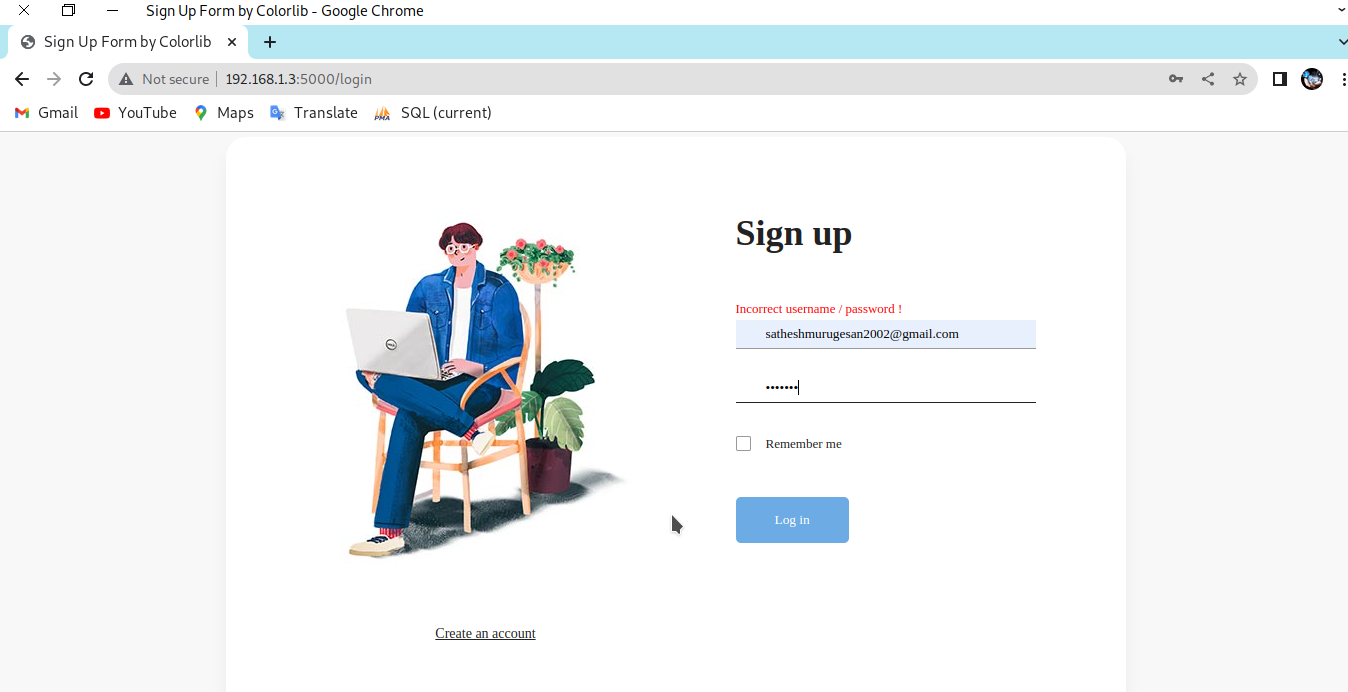 Sign Up Form by Colorlib - Google Chrome
Sign Up Form by Colorlib
Not secure 192.168.1.3:5000/login
Gmail YouTube Maps Translate PMA SQL (current)
Sign up
Incorrect username / password !
satheshmurugesan2002@gmail.com
•••••••
Remember me
DELL
Log in
Create an account